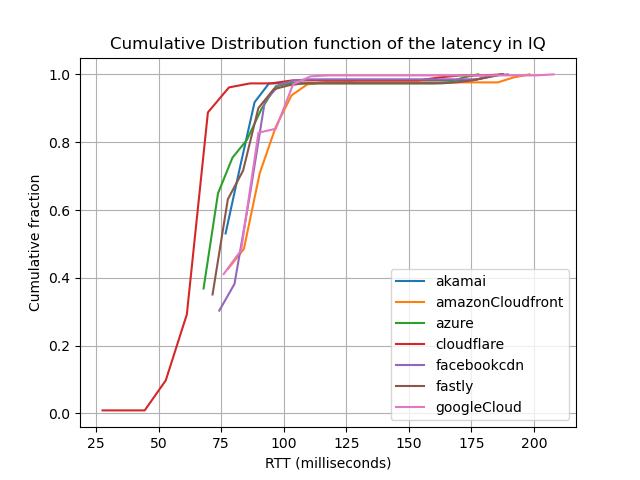 Cumulative Distribution function of the latency in IQ
1.0
0.8
0.6
0.4
0.2
0.0
Cumulative fraction
akamai
amazonCloudfront
azure
cloudflare
facebookcdn
fastly
googleCloud
25 50 75 100 125 150 175 200
RTT (milliseconds)